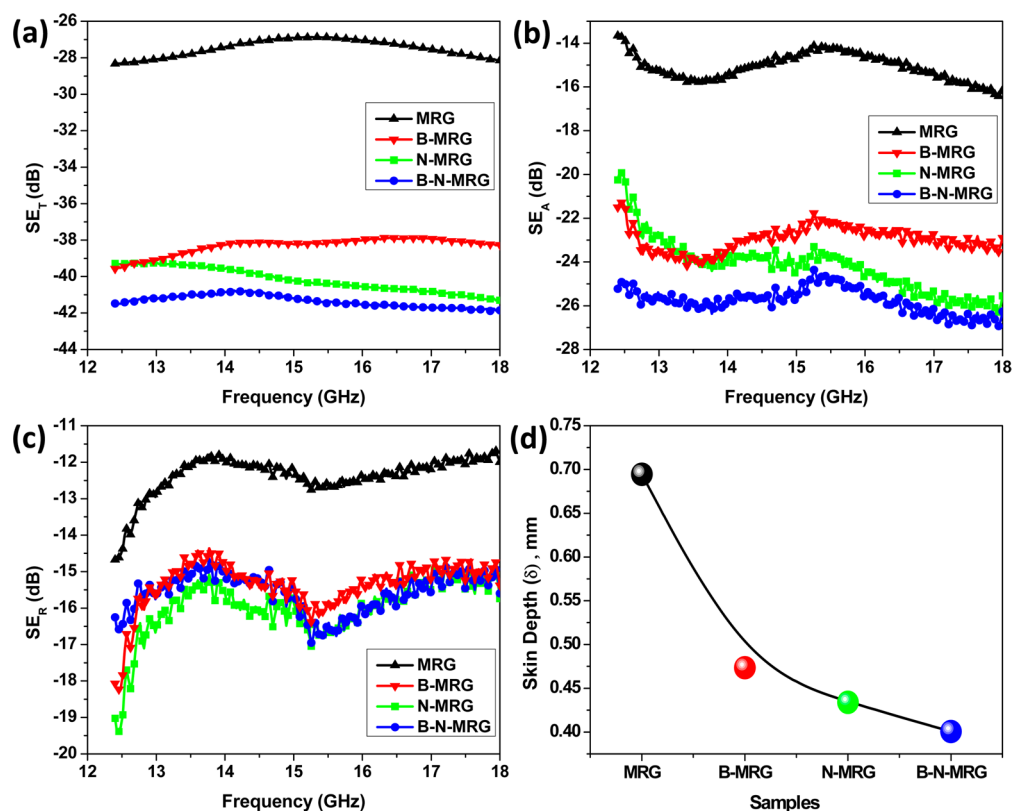 (a)
-26
-28
-30
-32
-34
-36
-38
-40
-42
-44
SE_T (dB)
MRG
B-MRG
N-MRG
B-N-MRG
12 13 14 15 16 17 18
Frequency (GHz)
(b)
-14
-16
-18
-20
-22
-24
-26
-28
SE_A (dB)
MRG
B-MRG
N-MRG
B-N-MRG
12 13 14 15 16 17 18
Frequency (GHz)
(c)
-11
-12
-13
-14
-15
-16
-17
-18
-19
-20
SE_R (dB)
MRG
B-MRG
N-MRG
B-N-MRG
12 13 14 15 16 17 18
Frequency (GHz)
(d)
0.75
0.70
0.65
0.60
0.55
0.50
0.45
0.40
Skin Depth (δ) , mm
MRG B-MRG N-MRG B-N-MRG
Samples